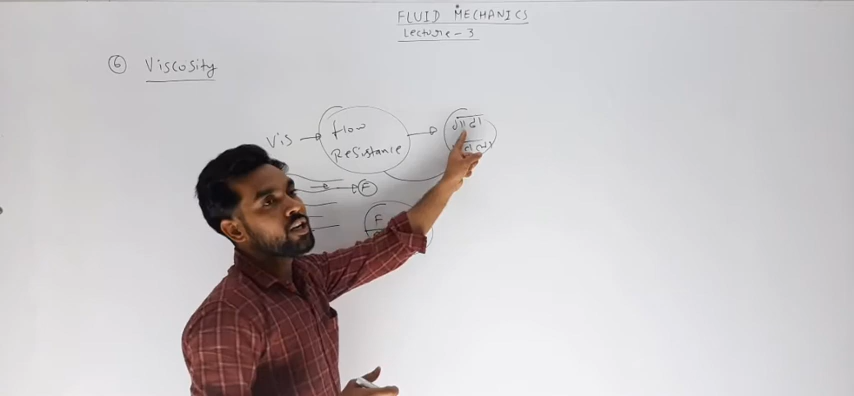 FLUID MECHANICS
Lecture - 3
⑥ Viscosity
Vis
flow
Resistance
F
F